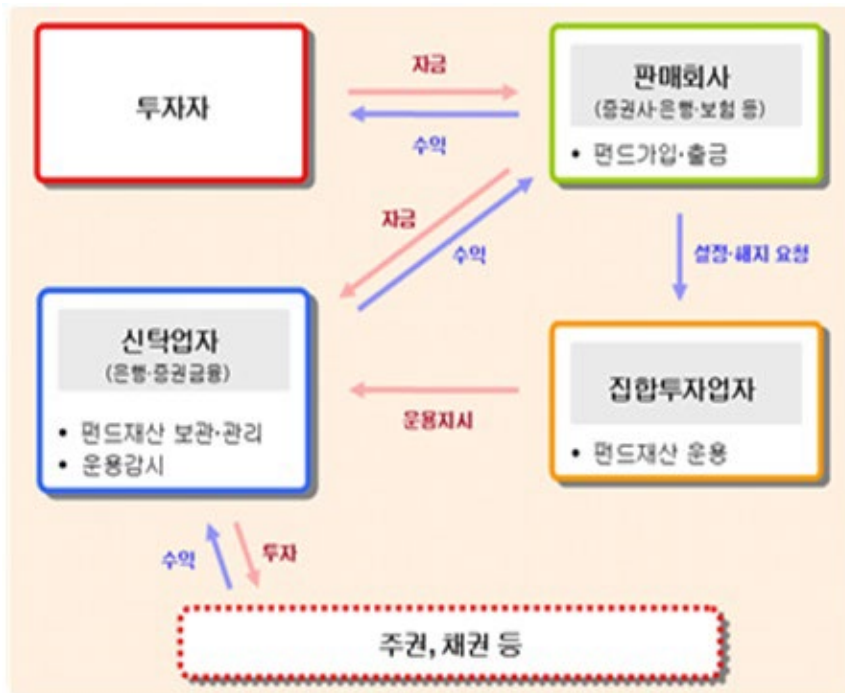 투자자
자금
수익
판매회사
(증권사·은행·보험 등)
• 펀드가입·출금
자금
수익
설정·해지 요청
신탁업자
(은행·증권금융)
• 펀드재산 보관·관리
• 운용감시
운용지시
집합투자업자
• 펀드재산 운용
수익
투자
주권, 채권 등